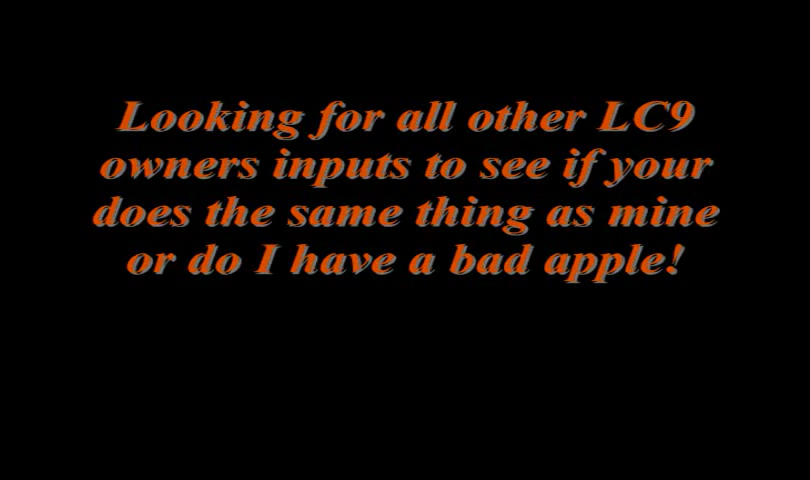 Looking for all other LC9
owners inputs to see if your
does the same thing as mine
or do I have a bad apple!